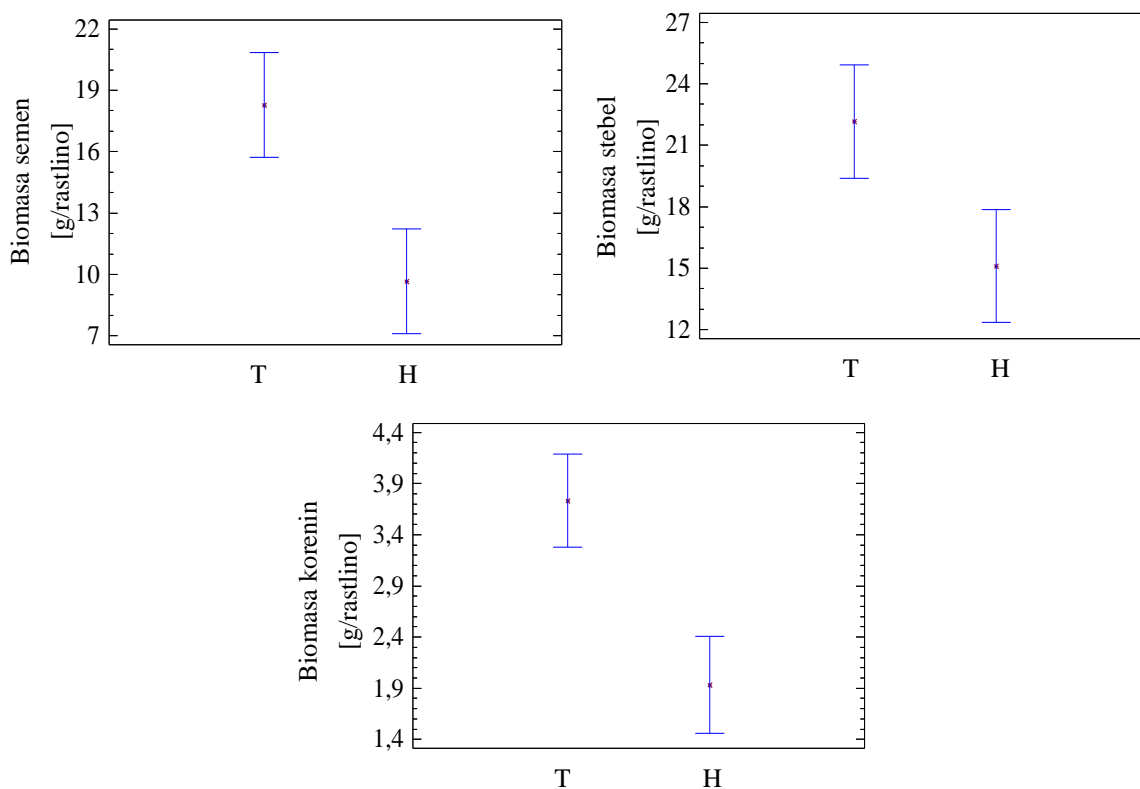 Biomasa semen
[g/rastlino]
22
19
16
13
10
7
T H
Biomasa stebel
[g/rastlino]
27
24
21
18
15
12
T H
Biomasa korenin
[g/rastlino]
4,4
3,9
3,4
2,9
2,4
1,9
1,4
T H